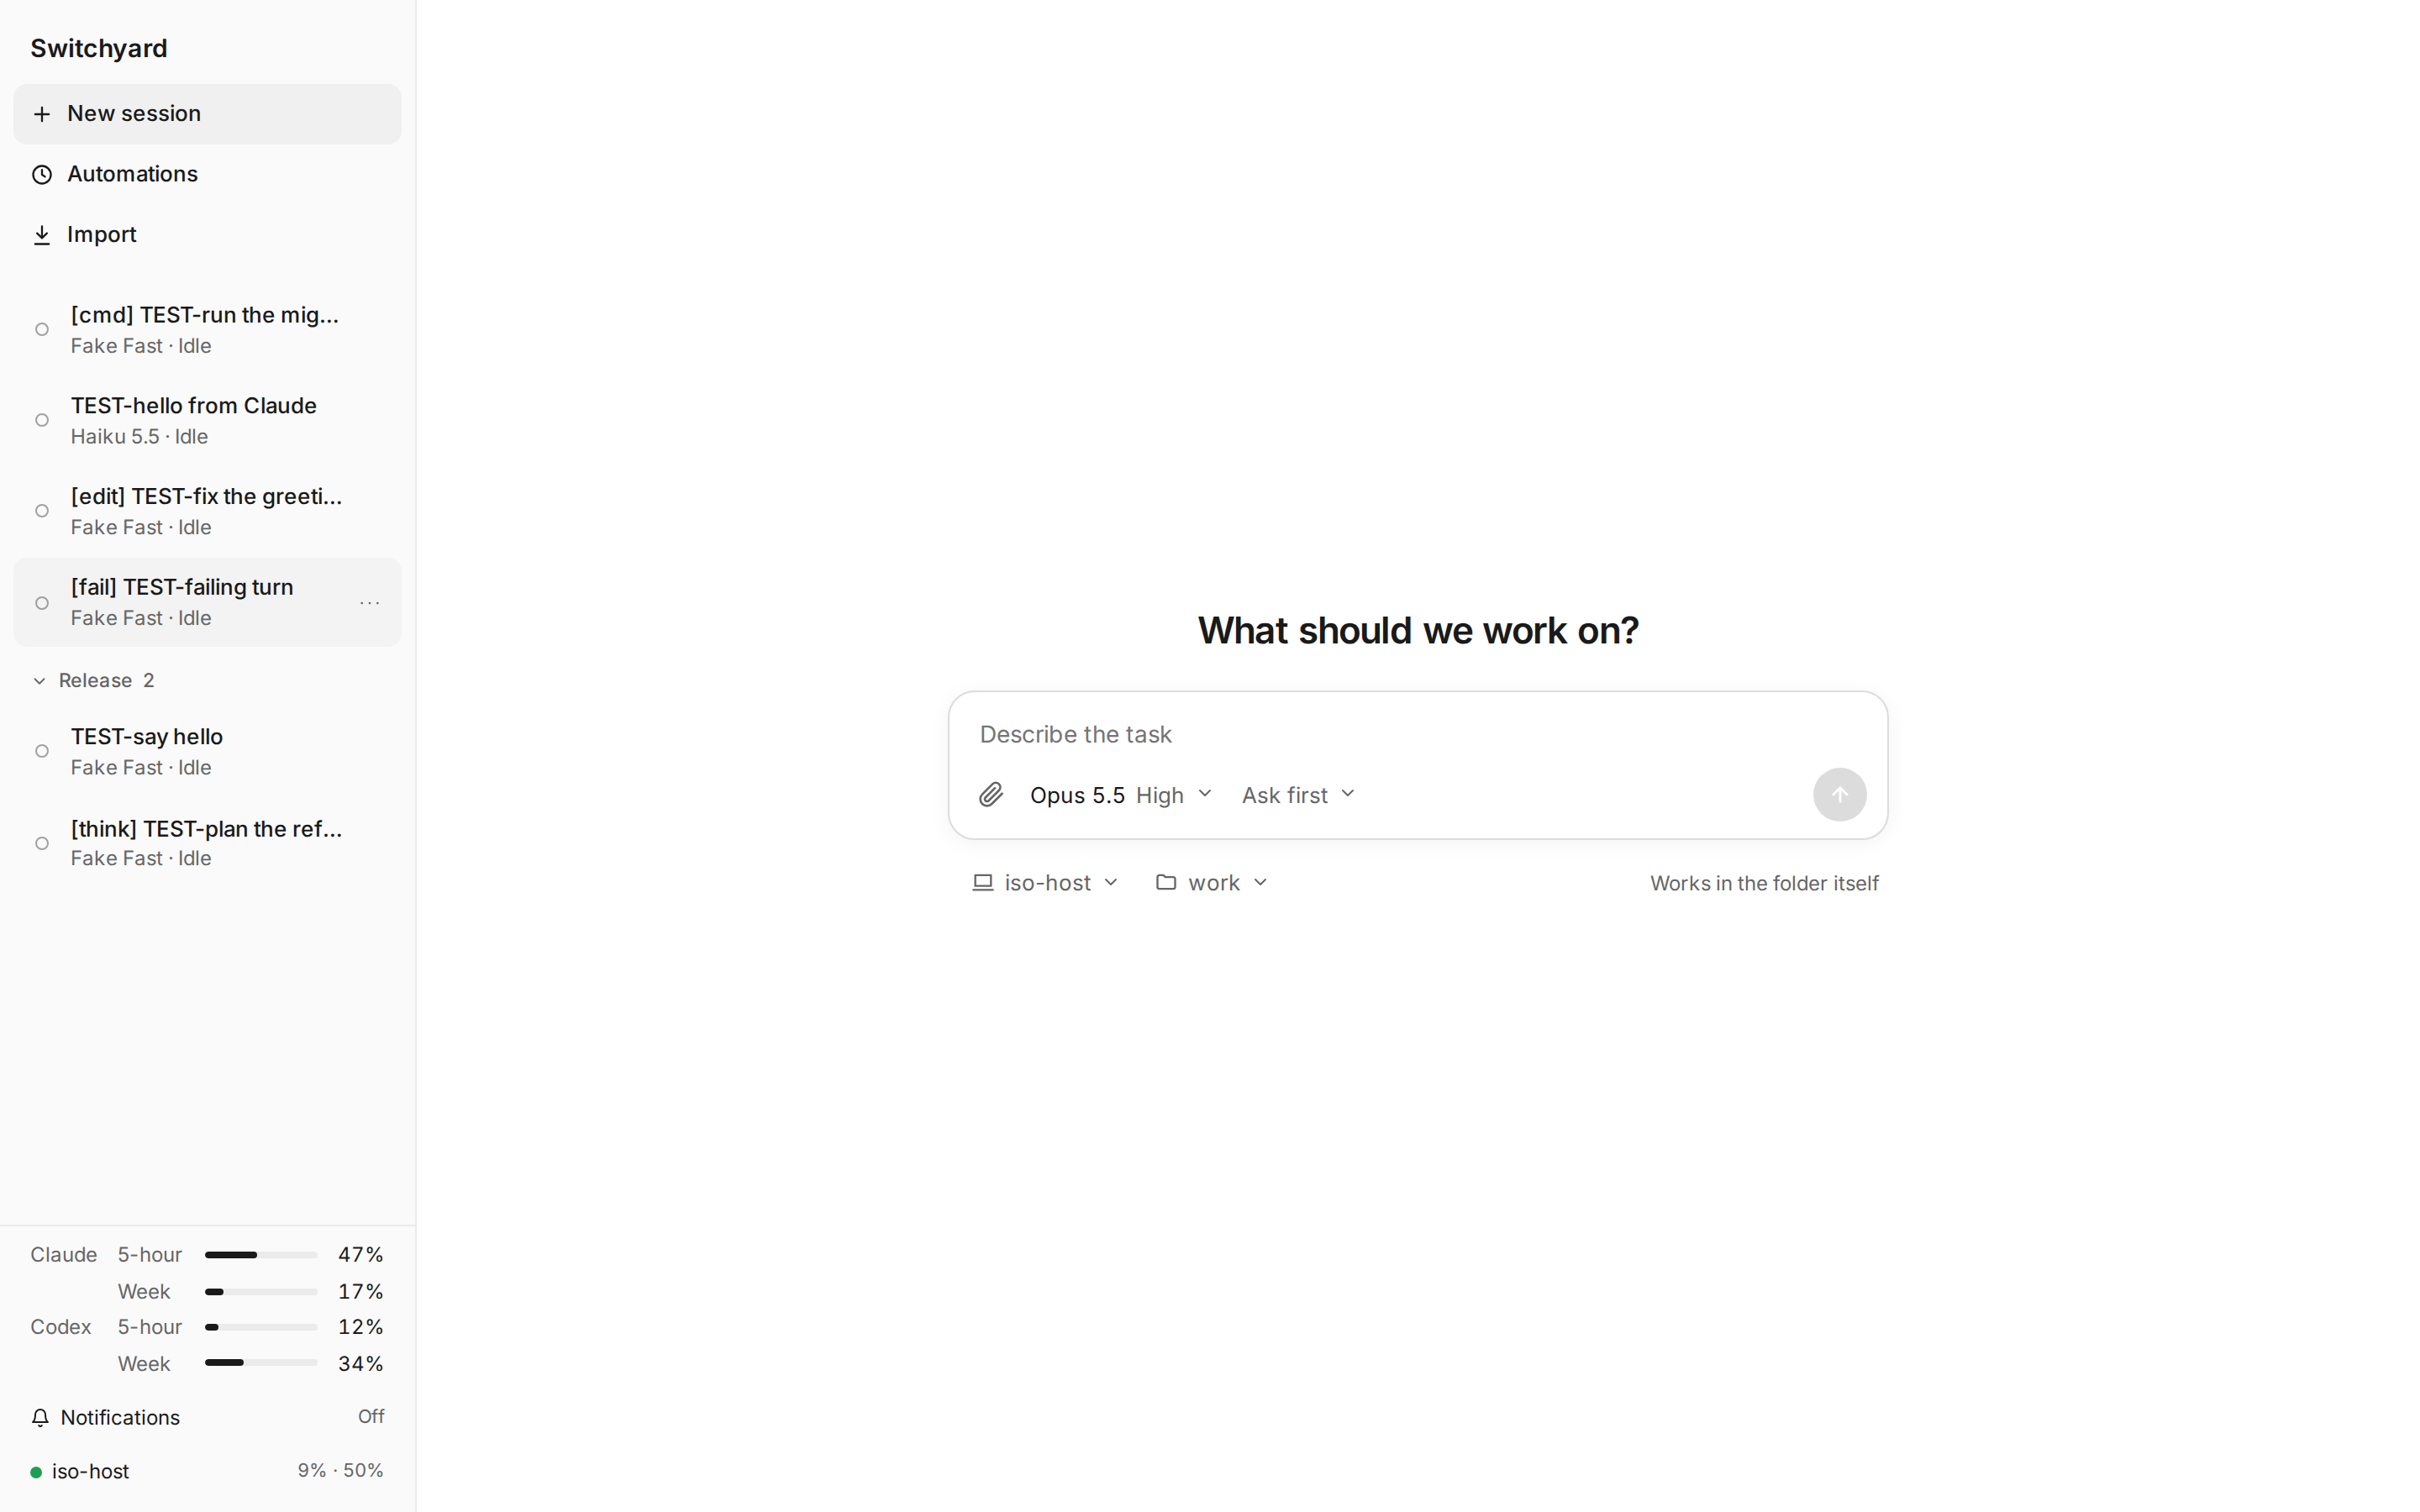 Switchyard
New session
Automations
Import
[cmd] TEST-run the mig...
Fake Fast · Idle
TEST-hello from Claude
Haiku 5.5 · Idle
[edit] TEST-fix the greeti...
Fake Fast · Idle
[fail] TEST-failing turn
Fake Fast · Idle
Release 2
TEST-say hello
Fake Fast · Idle
[think] TEST-plan the ref...
Fake Fast · Idle
Claude 5-hour 47%
Week 17%
Codex 5-hour 12%
Week 34%
Notifications Off
iso-host 9% · 50%
What should we work on?
Describe the task
Opus 5.5 High Ask first
iso-host work Works in the folder itself